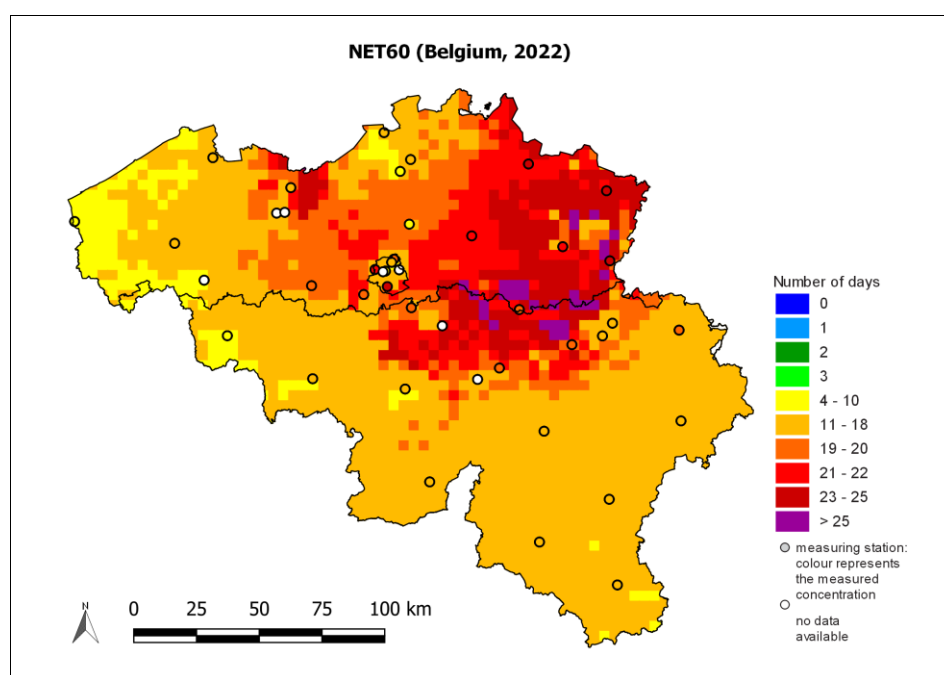 NET60 (Belgium, 2022)
Number of days
0
1
2
3
4 - 10
11 - 18
19 - 20
21 - 22
23 - 25
> 25
measuring station:
colour represents
the measured
concentration
no data
available
N
0 25 50 75 100 km